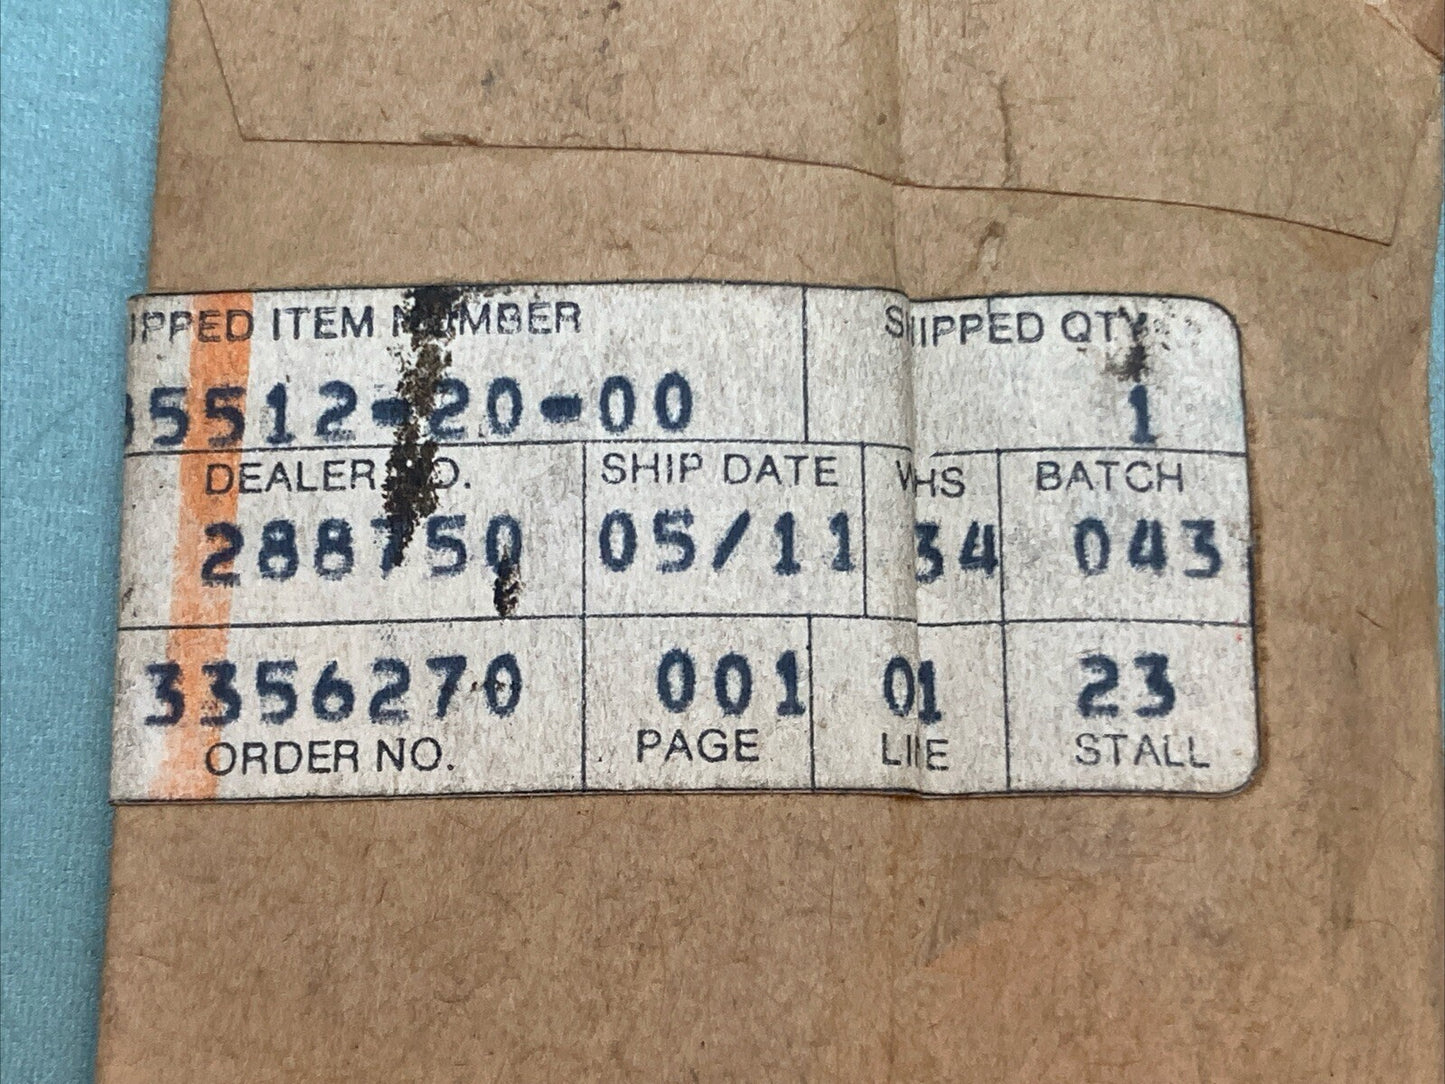 IPPED ITEM NUMBER SHIPPED QTY.
5512-20-00 1
DEALER NO. SHIP DATE WHS BATCH
288750 05/11 34 043
3356270 001 01 23
ORDER NO. PAGE LINE STALL